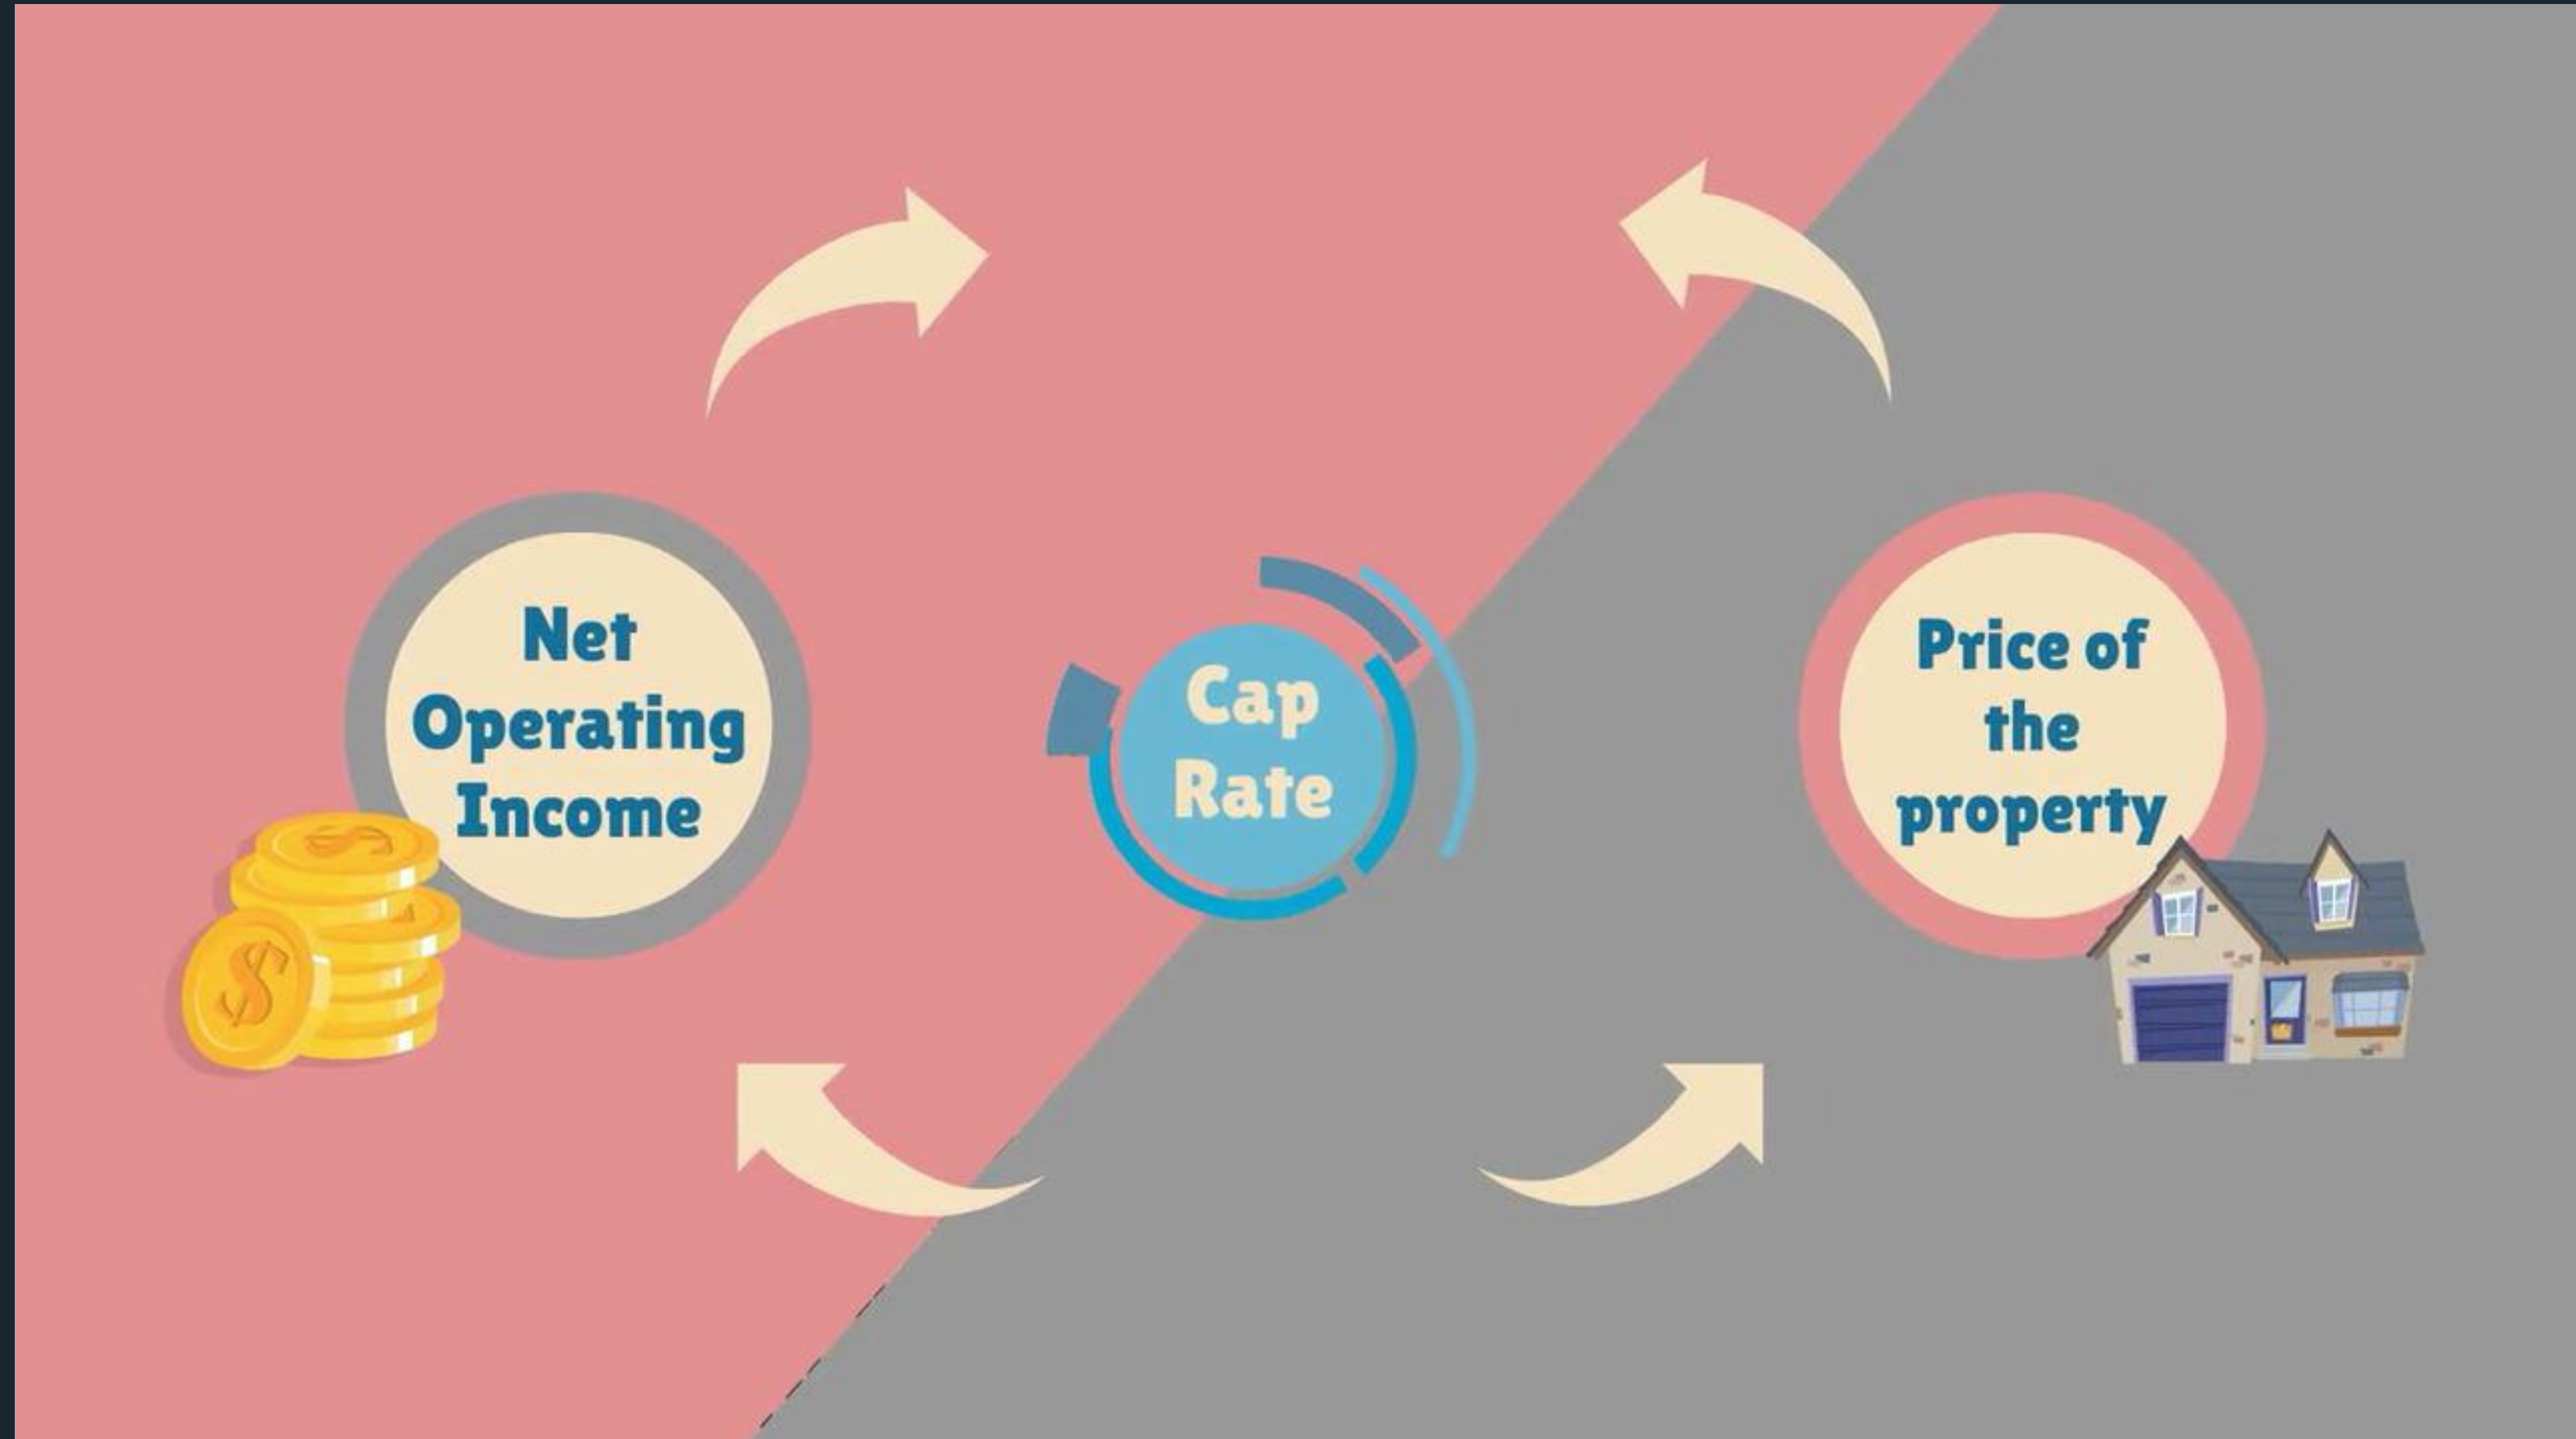 Net
Operating
Income
Cap
Rate
Price of
the
property